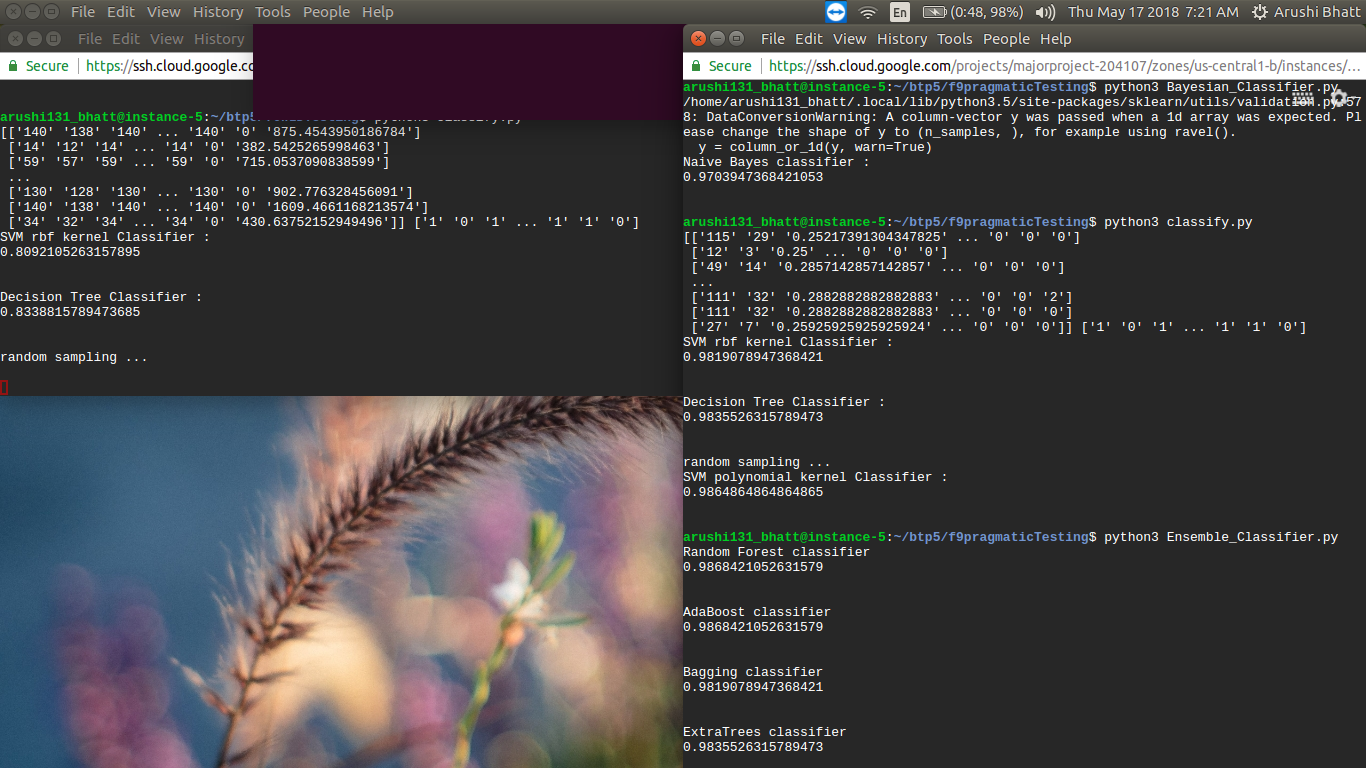 File Edit View History Tools People Help
En (0:48, 98%) Thu May 17 2018 7:21 AM Arushi Bhatt
File Edit View History
Secure https://ssh.cloud.google.co
arushi131_bhatt@instance-5:~/btp5
[['140' '138' '140' ... '140' '0' '875.4543950186784']
['14' '12' '14' ... '14' '0' '382.5425265998463']
['59' '57' '59' ... '59' '0' '715.0537090838599']
...
['130' '128' '130' ... '130' '0' '902.776328456091']
['140' '138' '140' ... '140' '0' '1609.4661168213574']
['34' '32' '34' ... '34' '0' '430.63752152949496']] ['1' '0' '1' ... '1' '1' '0']
SVM rbf kernel Classifier :
0.8092105263157895
Decision Tree Classifier :
0.8338815789473685
random sampling ...
File Edit View History Tools People Help
Secure https://ssh.cloud.google.com/projects/majorproject-204107/zones/us-central1-b/instances/...
arushi131_bhatt@instance-5:~/btp5/f9pragmaticTesting$ python3 Bayesian_Classifier.py
/home/arushi131_bhatt/.local/lib/python3.5/site-packages/sklearn/utils/validation.py:57
8: DataConversionWarning: A column-vector y was passed when a 1d array was expected. Pl
ease change the shape of y to (n_samples, ), for example using ravel().
y = column_or_1d(y, warn=True)
Naive Bayes classifier :
0.9703947368421053
arushi131_bhatt@instance-5:~/btp5/f9pragmaticTesting$ python3 classify.py
[['115' '29' '0.25217391304347825' ... '0' '0' '0']
['12' '3' '0.25' ... '0' '0' '0']
['49' '14' '0.2857142857142857' ... '0' '0' '0']
...
['111' '32' '0.2882882882882883' ... '0' '0' '2']
['111' '32' '0.2882882882882883' ... '0' '0' '0']
['27' '7' '0.25925925925925924' ... '0' '0' '0']] ['1' '0' '1' ... '1' '1' '0']
SVM rbf kernel Classifier :
0.9819078947368421
Decision Tree Classifier :
0.9835526315789473
random sampling ...
SVM polynomial kernel Classifier :
0.9864864864864865
arushi131_bhatt@instance-5:~/btp5/f9pragmaticTesting$ python3 Ensemble_Classifier.py
Random Forest classifier
0.9868421052631579
AdaBoost classifier
0.9868421052631579
Bagging classifier
0.9819078947368421
ExtraTrees classifier
0.9835526315789473